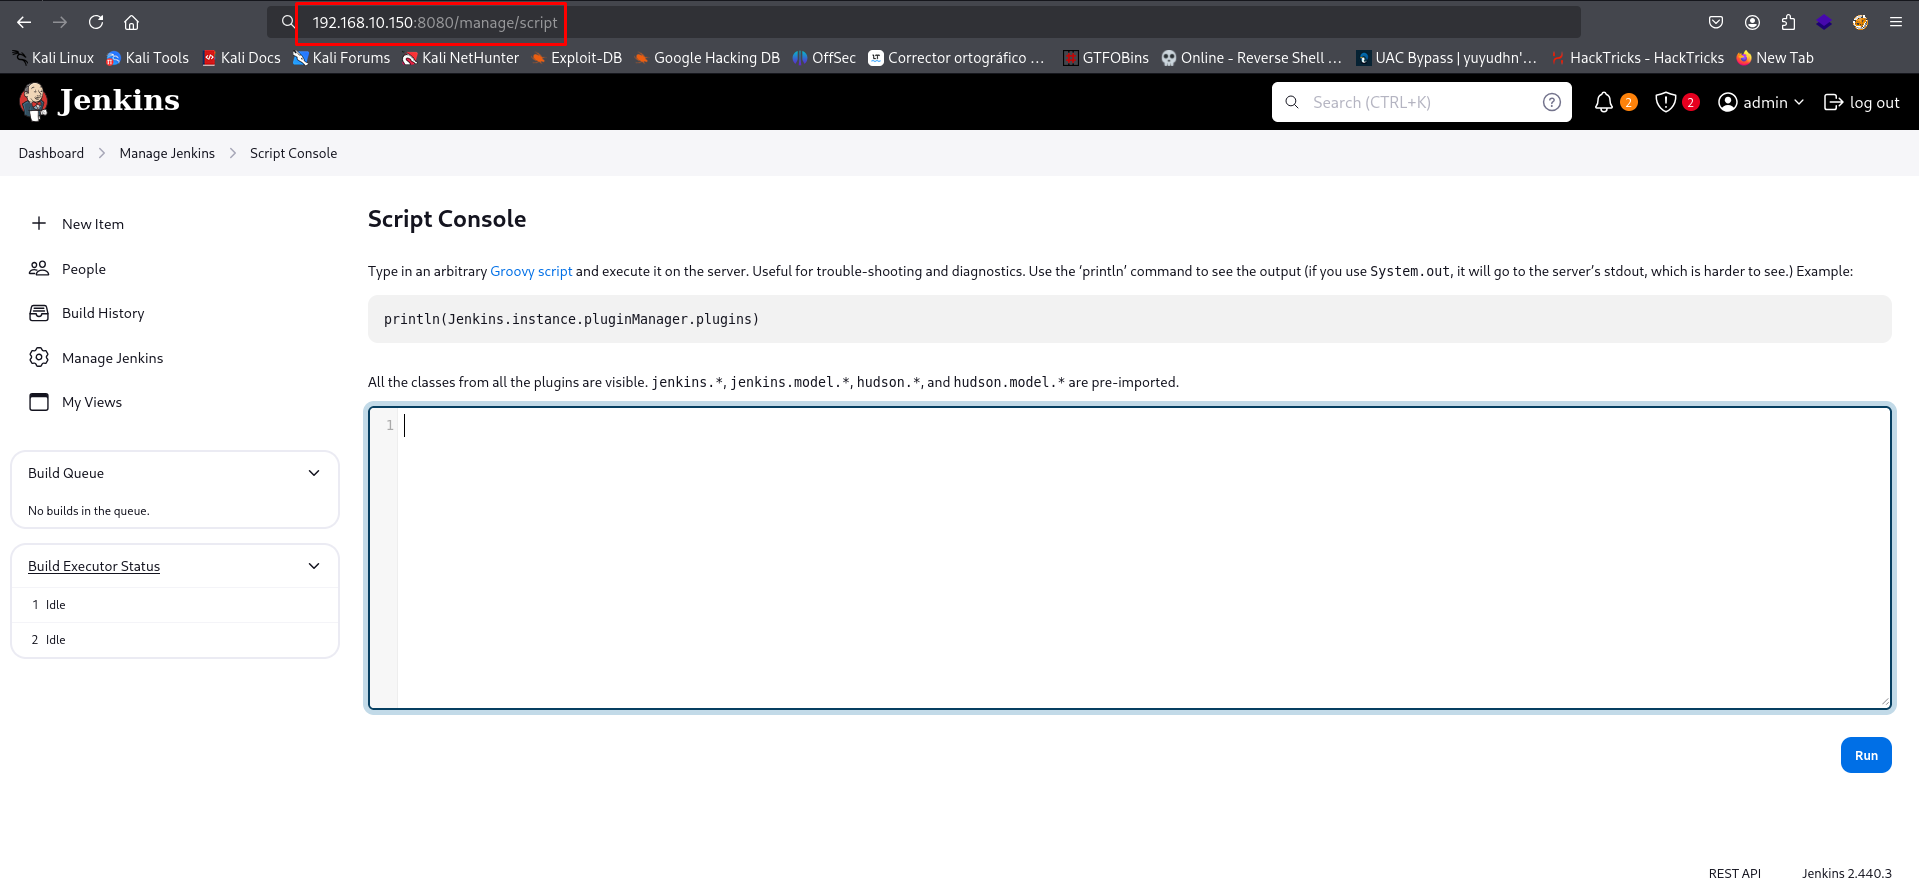 192.168.10.150:8080/manage/script
Kali Linux Kali Tools Kali Docs Kali Forums Kali NetHunter Exploit-DB Google Hacking DB OffSec Corrector ortográfico ... GTFOBins Online - Reverse Shell ... UAC Bypass | yuyudhn'... HackTricks - HackTricks New Tab
Jenkins Search (CTRL+K) ? 2 2 admin log out
Dashboard Manage Jenkins Script Console
New Item
People
Build History
Manage Jenkins
My Views
Build Queue
No builds in the queue.
Build Executor Status
1 Idle
2 Idle
Script Console
Type in an arbitrary Groovy script and execute it on the server. Useful for trouble-shooting and diagnostics. Use the ‘println’ command to see the output (if you use System.out, it will go to the server’s stdout, which is harder to see.) Example:
println(Jenkins.instance.pluginManager.plugins)
All the classes from all the plugins are visible. jenkins.*, jenkins.model.*, hudson.*, and hudson.model.* are pre-imported.
1
Run
REST API Jenkins 2.440.3